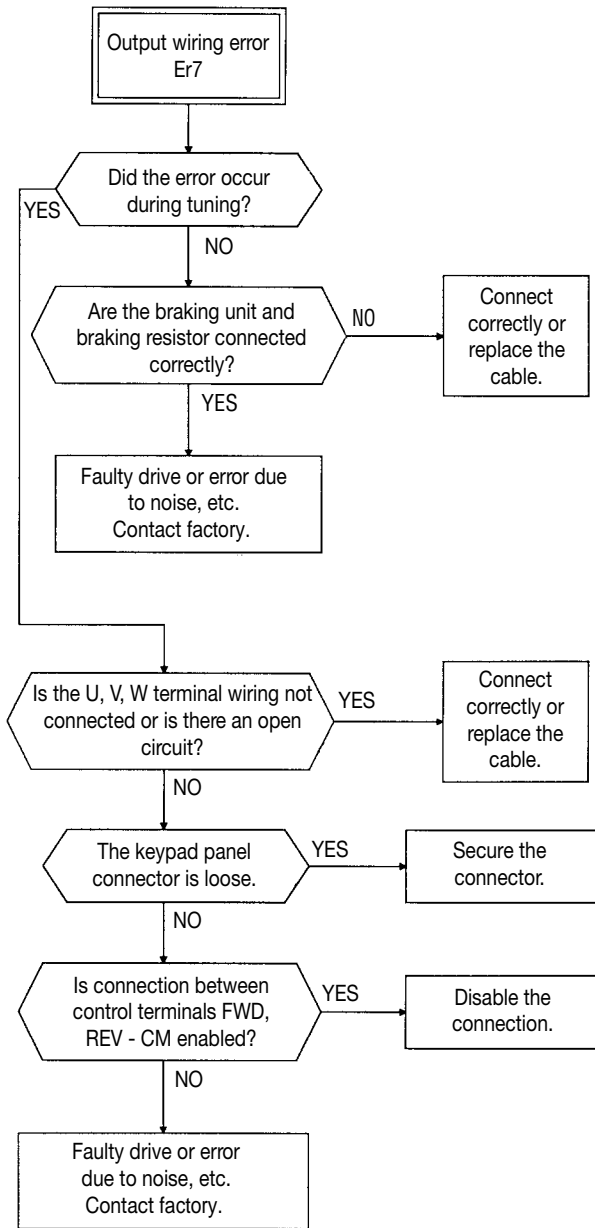 Output wiring error
Er7
Did the error occur
during tuning?
YES
NO
Are the braking unit and
braking resistor connected
correctly?
NO
Connect
correctly or
replace the
cable.
YES
Faulty drive or error due
to noise, etc.
Contact factory.
Is the U, V, W terminal wiring not
connected or is there an open
circuit?
YES
Connect
correctly or
replace the
cable.
NO
The keypad panel
connector is loose.
YES
Secure the
connector.
NO
Is connection between
control terminals FWD,
REV - CM enabled?
YES
Disable the
connection.
NO
Faulty drive or error
due to noise, etc.
Contact factory.